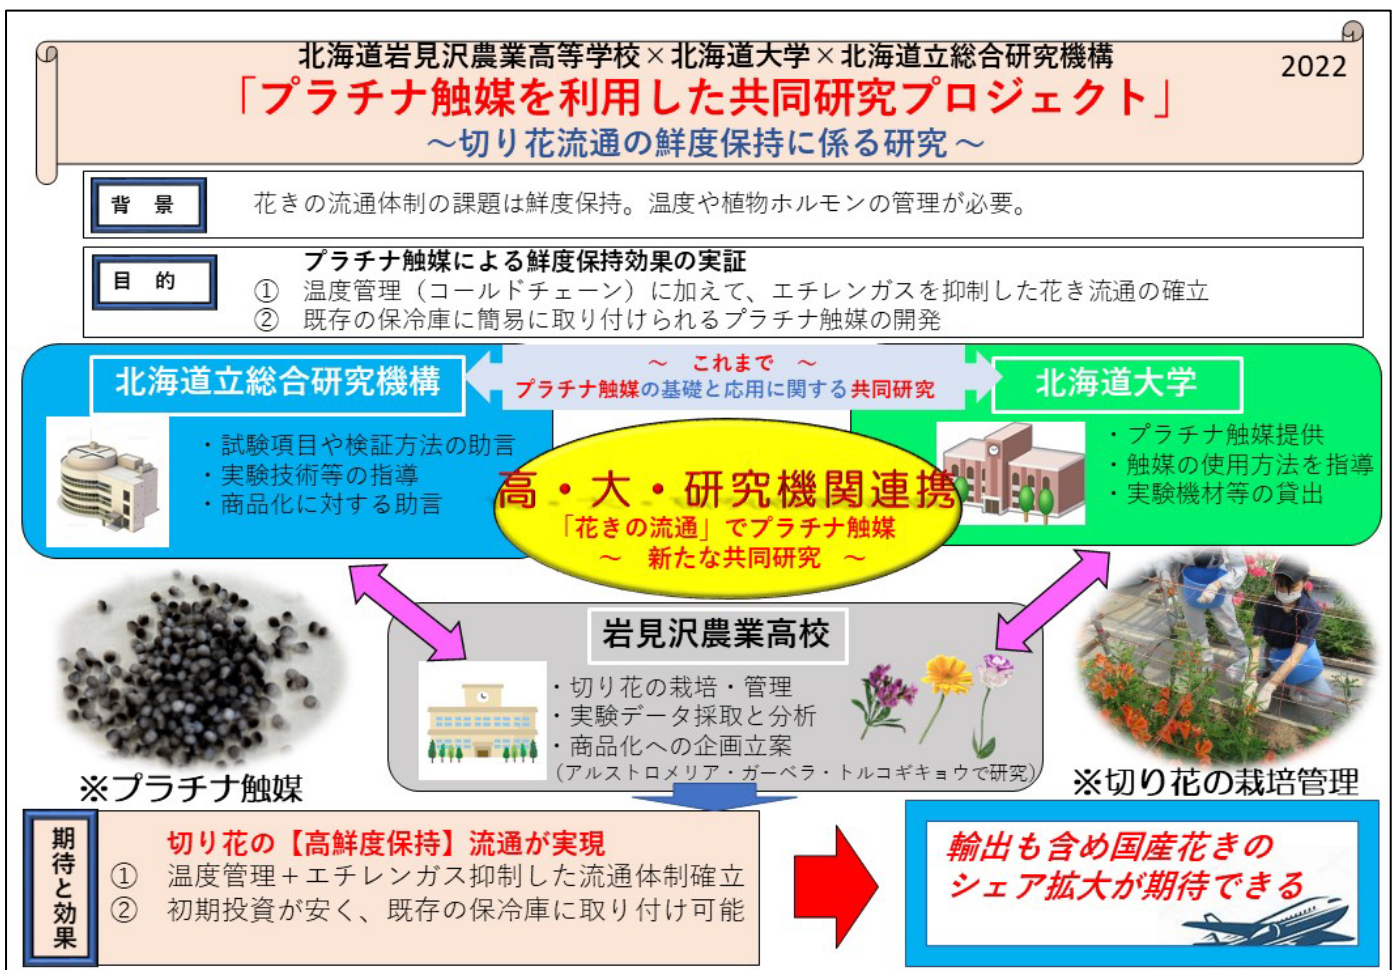 北海道岩見沢農業高等学校×北海道大学×北海道立総合研究機構
2022
「プラチナ触媒を利用した共同研究プロジェクト」
～切り花流通の鮮度保持に係る研究～
背 景
花きの流通体制の課題は鮮度保持。温度や植物ホルモンの管理が必要。
目 的
プラチナ触媒による鮮度保持効果の実証
① 温度管理（コールドチェーン）に加えて、エチレンガスを抑制した花き流通の確立
② 既存の保冷庫に簡易に取り付けられるプラチナ触媒の開発
～ これまで ～
プラチナ触媒の基礎と応用に関する共同研究
北海道立総合研究機構
・試験項目や検証方法の助言
・実験技術等の指導
・商品化に対する助言
北海道大学
・プラチナ触媒提供
・触媒の使用方法を指導
・実験機材等の貸出
高・大・研究機関連携
「花きの流通」でプラチナ触媒
～ 新たな共同研究 ～
岩見沢農業高校
・切り花の栽培・管理
・実験データ採取と分析
・商品化への企画立案
(アルストロメリア・ガーベラ・トルコギキョウで研究)
※プラチナ触媒
※切り花の栽培管理
期待と効果
切り花の【高鮮度保持】流通が実現
① 温度管理＋エチレンガス抑制した流通体制確立
② 初期投資が安く、既存の保冷庫に取り付け可能
輸出も含め国産花きの
シェア拡大が期待できる